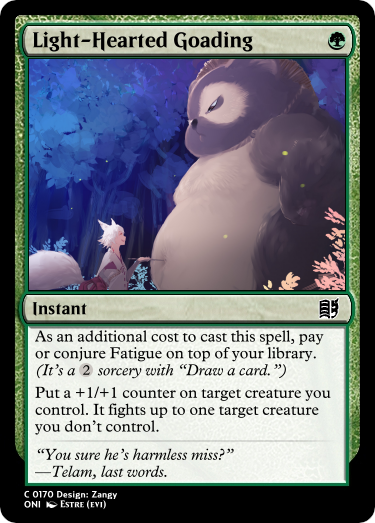 Light-Hearted Goading
Instant
As an additional cost to cast this spell, pay
or conjure Fatigue on top of your library.
(It's a 2 sorcery with “Draw a card.”)
Put a +1/+1 counter on target creature you
control. It fights up to one target creature
you don't control.
“You sure he's harmless miss?”
—Telam, last words.
C 0170 Design: Zangy
ONI Estre (eyi)